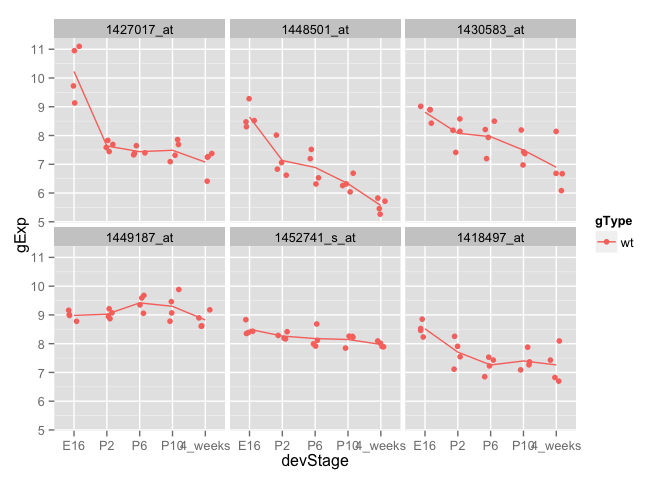 1427017_at 1448501_at 1430583_at
11
10
9
8
7
6
5
gExp
1449187_at 1452741_s_at 1418497_at
11
10
9
8
7
6
5
E16 P2 P6 P10 4_weeks E16 P2 P6 P10 4_weeks E16 P2 P6 P10 4_weeks
devStage
gType
wt